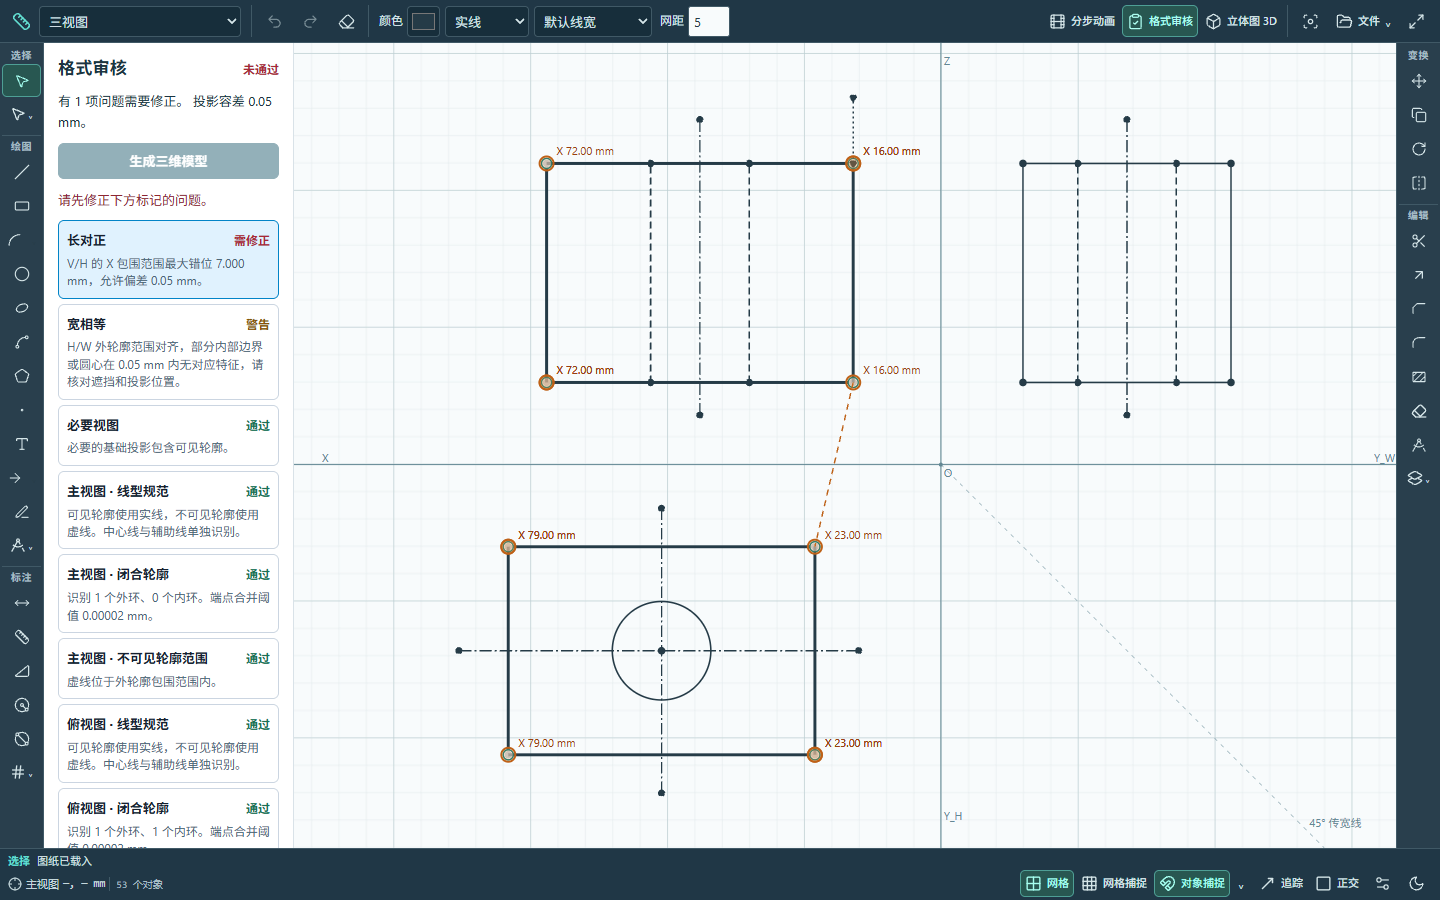 三视图
颜色
实线
默认线宽
网距 5
分步动画
格式审核
立体图 3D
文件
选择
绘图
标注
格式审核 未通过
有 1 项问题需要修正。 投影容差 0.05
mm。
生成三维模型
请先修正下方标记的问题。
长对正 需修正
V/H 的 X 包围范围最大错位 7.000
mm，允许偏差 0.05 mm。
宽相等 警告
H/W 外轮廓范围对齐，部分内部边界
或圆心在 0.05 mm 内无对应特征，请
核对遮挡和投影位置。
必要视图 通过
必要的基础投影包含可见轮廓。
主视图 · 线型规范 通过
可见轮廓使用实线，不可见轮廓使用
虚线。中心线与辅助线单独识别。
主视图 · 闭合轮廓 通过
识别 1 个外环、0 个内环。端点合并阈
值 0.00002 mm。
主视图 · 不可见轮廓范围 通过
虚线位于外轮廓包围范围内。
俯视图 · 线型规范 通过
可见轮廓使用实线，不可见轮廓使用
虚线。中心线与辅助线单独识别。
俯视图 · 闭合轮廓 通过
识别 1 个外环、1 个内环。端点合并阈
值 0.00002 mm。
Z
X 72.00 mm
X 16.00 mm
X 72.00 mm
X 16.00 mm
X
Y_W
O
X 79.00 mm
X 23.00 mm
X 79.00 mm
X 23.00 mm
Y_H
45° 传宽线
变换
编辑
选择 图纸已载入
主视图 —, — mm 53 个对象
网格
网格捕捉
对象捕捉
追踪
正交